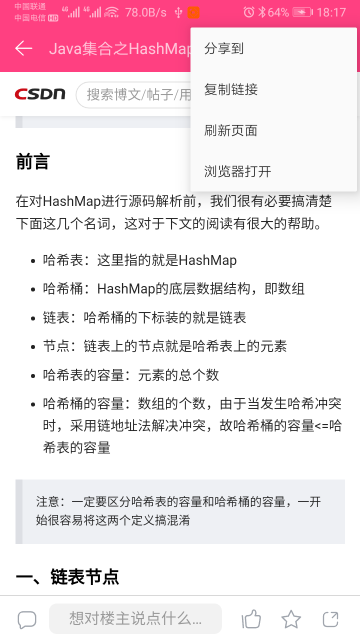 中国联通
中国电信 HD
4G 4G 78.0B/s 64% 18:17
Java集合之HashMap
分享到
复制链接
刷新页面
浏览器打开
CSDN 搜索博文/帖子/用
前言
在对HashMap进行源码解析前，我们很有必要搞清楚
下面这几个名词，这对于下文的阅读有很大的帮助。
• 哈希表：这里指的就是HashMap
• 哈希桶：HashMap的底层数据结构，即数组
• 链表：哈希桶的下标装的就是链表
• 节点：链表上的节点就是哈希表上的元素
• 哈希表的容量：元素的总个数
• 哈希桶的容量：数组的个数，由于当发生哈希冲突
时，采用链地址法解决冲突，故哈希桶的容量<=哈
希表的容量
注意：一定要区分哈希表的容量和哈希桶的容量，一开
始很容易将这两个定义搞混淆
一、链表节点
想对楼主说点什么...